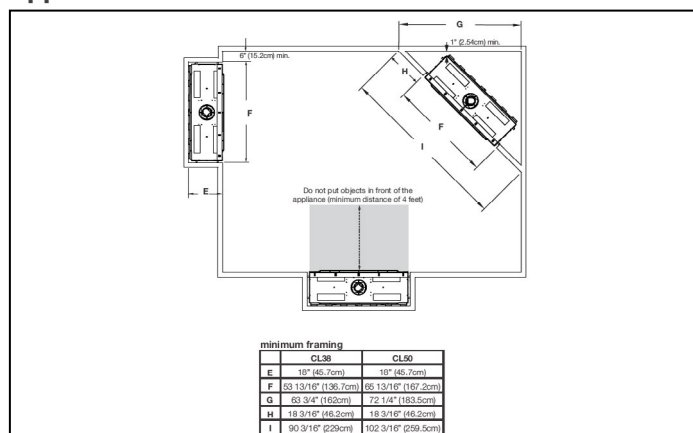 G
1" (2.54cm) min.
6" (15.2cm) min.
H
F
F
I
E
Do not put objects in front of the
appliance (minimum distance of 4 feet)
minimum framing
CL38 CL50
E 18" (45.7cm) 18" (45.7cm)
F 53 13/16" (136.7cm) 65 13/16" (167.2cm)
G 63 3/4" (162cm) 72 1/4" (183.5cm)
H 18 3/16" (46.2cm) 18 3/16" (46.2cm)
I 90 3/16" (229cm) 102 3/16" (259.5cm)